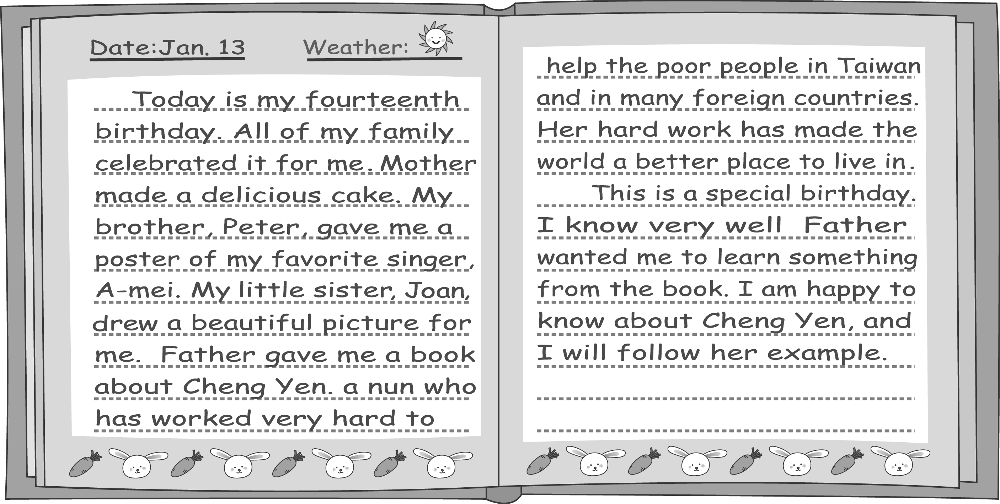 Date:Jan. 13 Weather:
Today is my fourteenth
birthday. All of my family
celebrated it for me. Mother
made a delicious cake. My
brother, Peter, gave me a
poster of my favorite singer,
A-mei. My little sister, Joan,
drew a beautiful picture for
me. Father gave me a book
about Cheng Yen. a nun who
has worked very hard to
help the poor people in Taiwan
and in many foreign countries.
Her hard work has made the
world a better place to live in.
This is a special birthday.
I know very well Father
wanted me to learn something
from the book. I am happy to
know about Cheng Yen, and
I will follow her example.